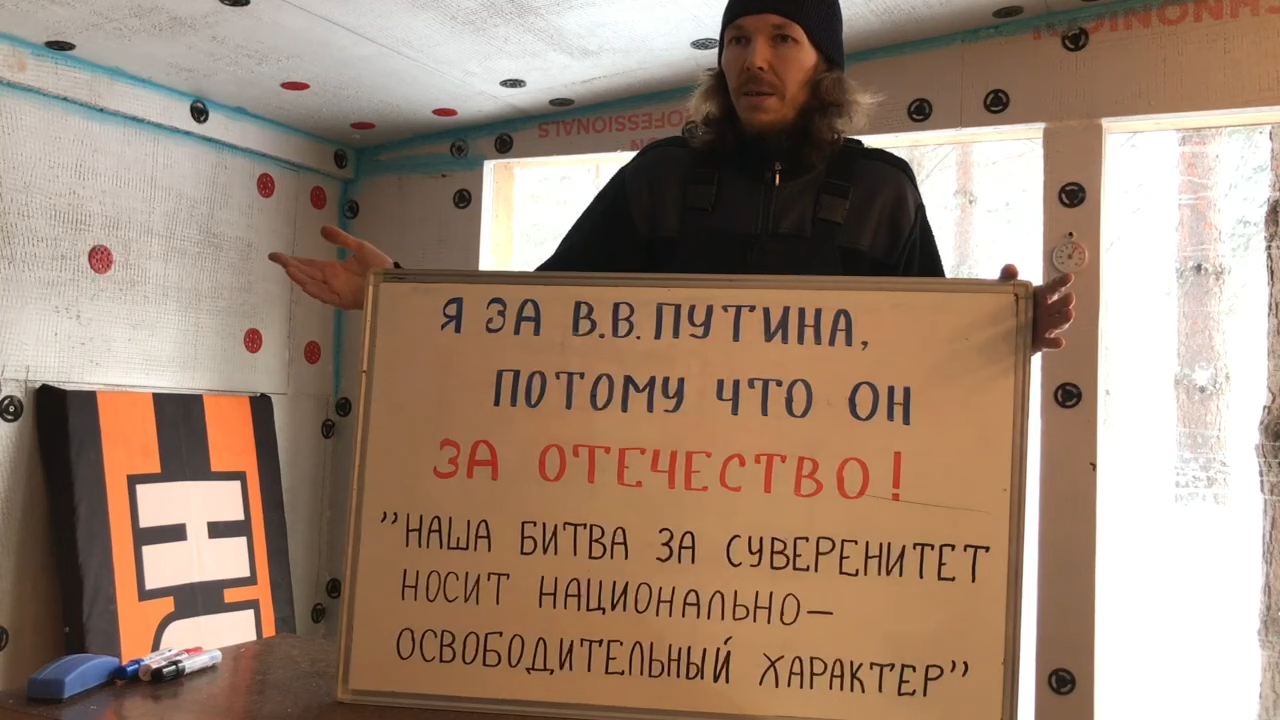 Я ЗА В.В. ПУТИНА,
ПОТОМУ ЧТО ОН
ЗА ОТЕЧЕСТВО!
"НАША БИТВА ЗА СУВЕРЕНИТЕТ
НОСИТ НАЦИОНАЛЬНО–
ОСВОБОДИТЕЛЬНЫЙ ХАРАКТЕР"